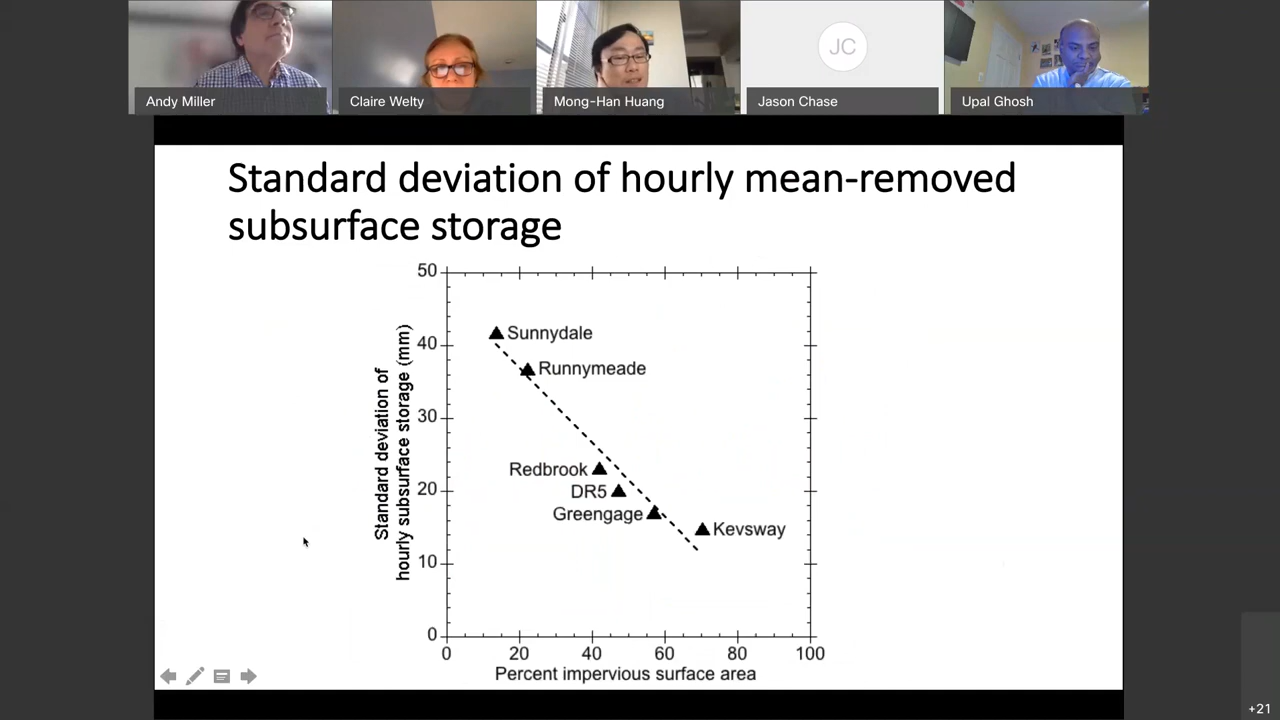 Andy Miller
Claire Welty
Mong-Han Huang
JC
Jason Chase
Upal Ghosh
Standard deviation of hourly mean-removed
subsurface storage
Standard deviation of
hourly subsurface storage (mm)
50
40
30
20
10
0
Sunnydale
Runnymeade
Redbrook
DR5
Greengage
Kevsway
0 20 40 60 80 100
Percent impervious surface area
+21